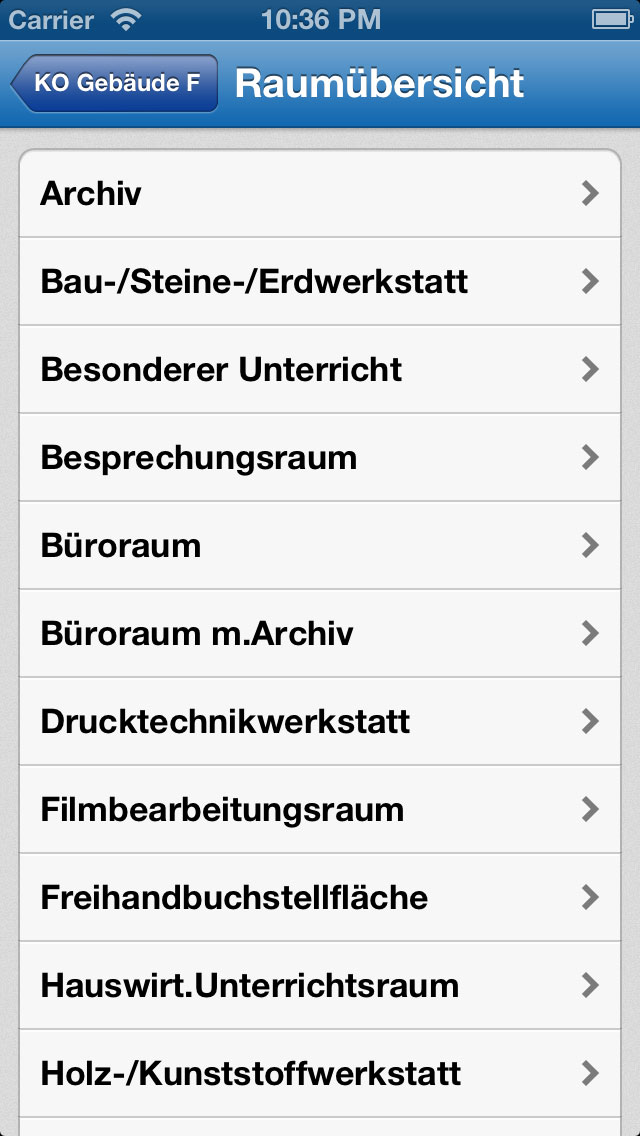 Carrier 10:36 PM
KO Gebäude F Raumübersicht
Archiv
Bau-/Steine-/Erdwerkstatt
Besonderer Unterricht
Besprechungsraum
Büroraum
Büroraum m.Archiv
Drucktechnikwerkstatt
Filmbearbeitungsraum
Freihandbuchstellfläche
Hauswirt.Unterrichtsraum
Holz-/Kunststoffwerkstatt